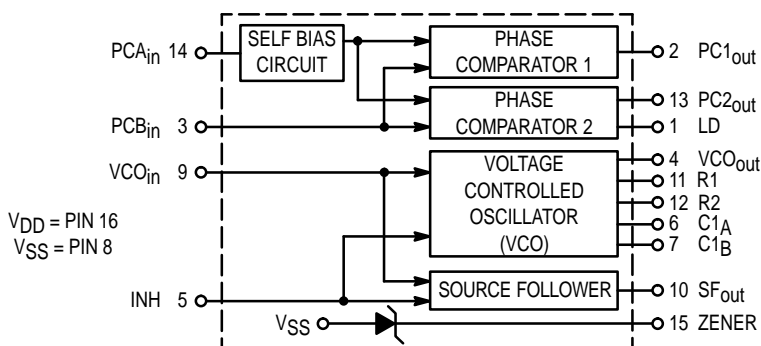 PCAin 14
SELF BIAS
CIRCUIT
PHASE
COMPARATOR 1
2 PC1out
PCBin 3
PHASE
COMPARATOR 2
13 PC2out
1 LD
VCOin 9
VOLTAGE
CONTROLLED
OSCILLATOR
(VCO)
4 VCOout
11 R1
12 R2
6 C1A
7 C1B
VDD = PIN 16
VSS = PIN 8
INH 5
SOURCE FOLLOWER
10 SFout
VSS
15 ZENER